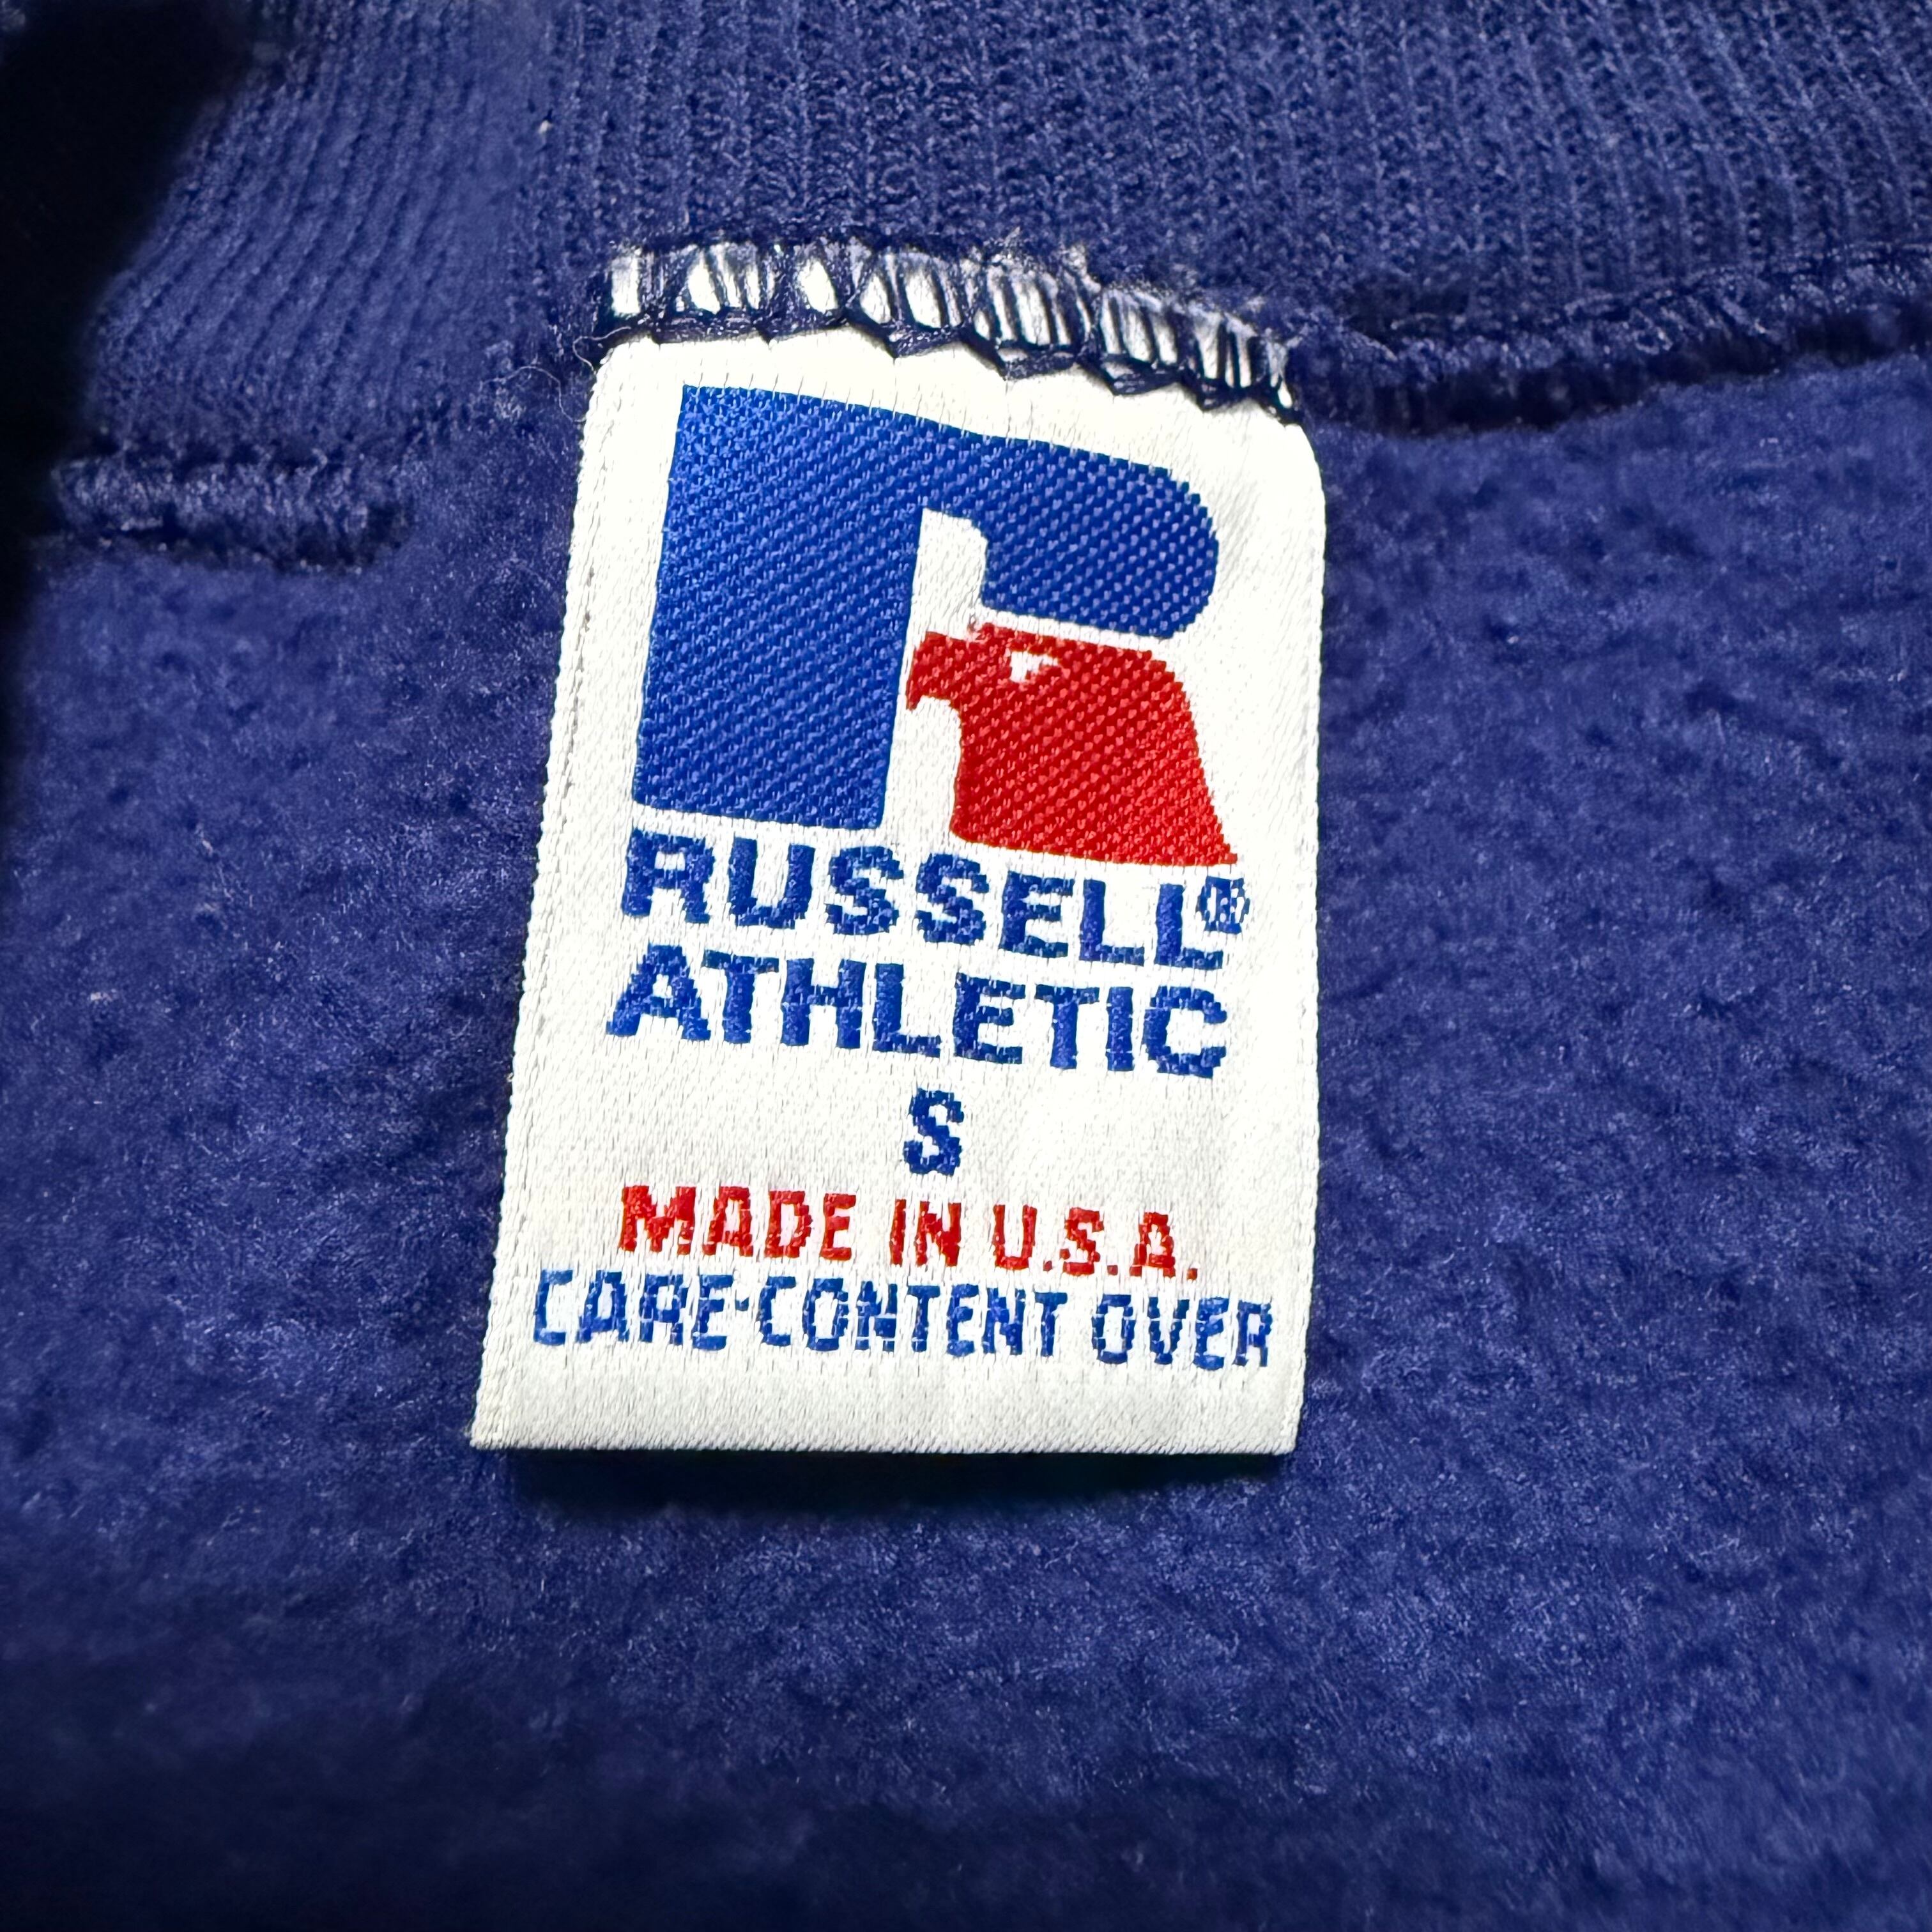 RUSSELL®
ATHLETIC
S
MADE IN U.S.A.
CARE·CONTENT OVER